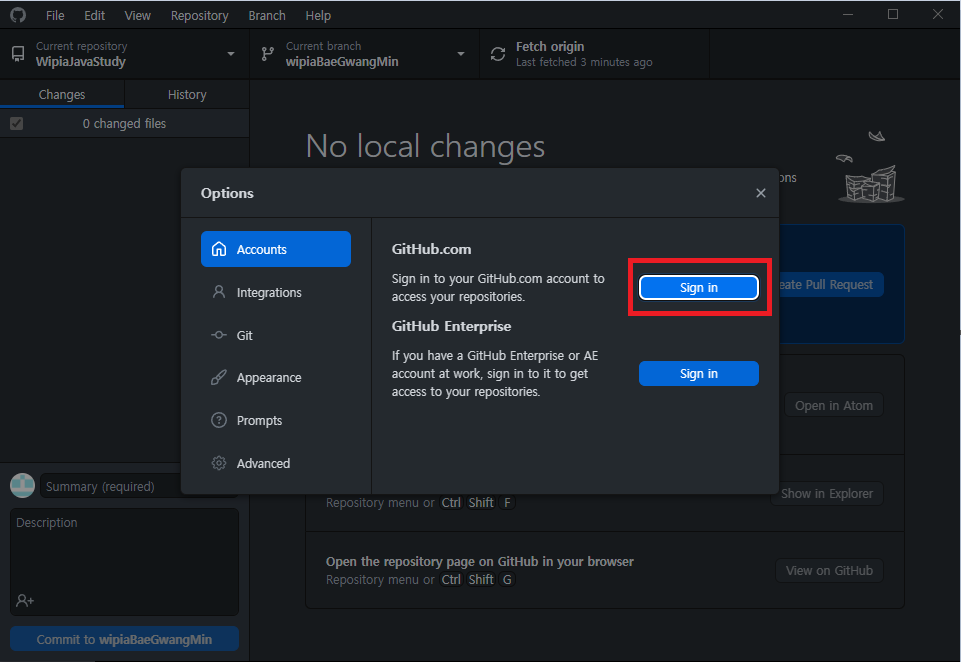 File Edit View Repository Branch Help
Current repository
WipiaJavaStudy
Current branch
wipiaBaeGwangMin
Fetch origin
Last fetched 3 minutes ago
Changes History
0 changed files
No local changes
ons
Options
Accounts
Integrations
Git
Appearance
Prompts
Advanced
GitHub.com
Sign in to your GitHub.com account to
access your repositories.
Sign in
GitHub Enterprise
If you have a GitHub Enterprise or AE
account at work, sign in to it to get
access to your repositories.
Sign in
eate Pull Request
Open in Atom
Repository menu or Ctrl Shift F
Show in Explorer
Open the repository page on GitHub in your browser
Repository menu or Ctrl Shift G
View on GitHub
Summary (required)
Description
Commit to wipiaBaeGwangMin